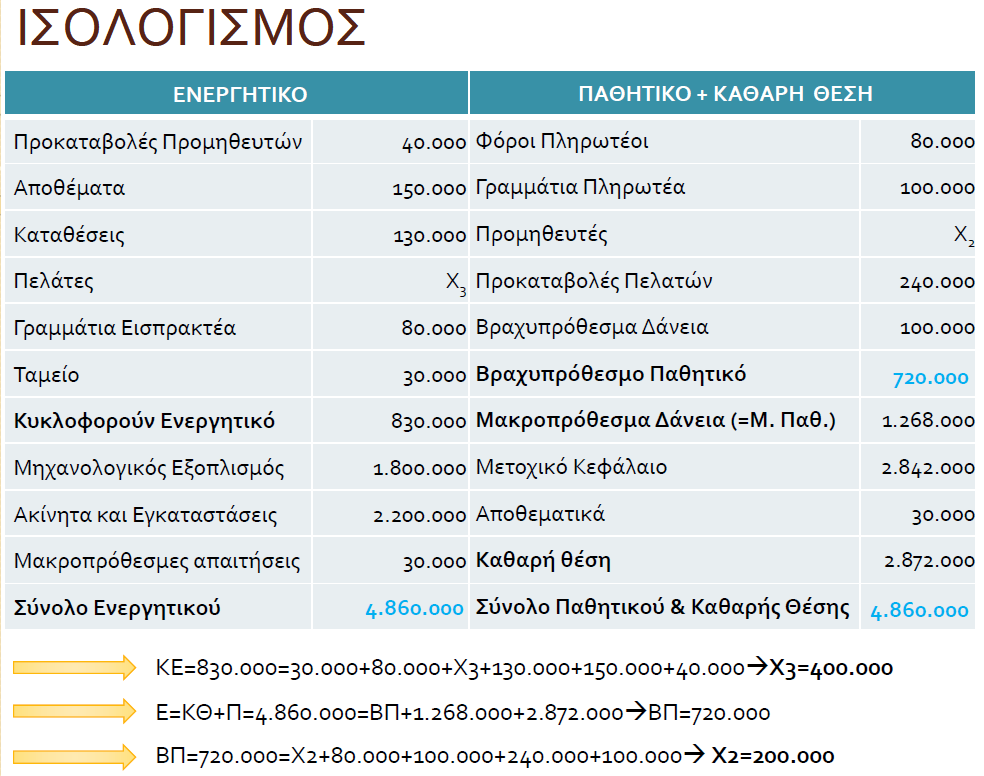 ΙΣΟΛΟΓΙΣΜΟΣ
ΕΝΕΡΓΗΤΙΚΟ ΠΑΘΗΤΙΚΟ + ΚΑΘΑΡΗ ΘΕΣΗ
Προκαταβολές Προμηθευτών 40.000 Φόροι Πληρωτέοι 80.000
Αποθέματα 150.000 Γραμμάτια Πληρωτέα 100.000
Καταθέσεις 130.000 Προμηθευτές Χ2
Πελάτες Χ3 Προκαταβολές Πελατών 240.000
Γραμμάτια Εισπρακτέα 80.000 Βραχυπρόθεσμα Δάνεια 100.000
Ταμείο 30.000 Βραχυπρόθεσμο Παθητικό 720.000
Κυκλοφορούν Ενεργητικό 830.000 Μακροπρόθεσμα Δάνεια (=Μ. Παθ.) 1.268.000
Μηχανολογικός Εξοπλισμός 1.800.000 Μετοχικό Κεφάλαιο 2.842.000
Ακίνητα και Εγκαταστάσεις 2.200.000 Αποθεματικά 30.000
Μακροπρόθεσμες απαιτήσεις 30.000 Καθαρή θέση 2.872.000
Σύνολο Ενεργητικού 4.860.000 Σύνολο Παθητικού & Καθαρής Θέσης 4.860.000
ΚΕ=830.000=30.000+80.000+Χ3+130.000+150.000+40.000→Χ3=400.000
Ε=ΚΘ+Π=4.860.000=ΒΠ+1.268.000+2.872.000→ΒΠ=720.000
ΒΠ=720.000=Χ2+80.000+100.000+240.000+100.000→ Χ2=200.000